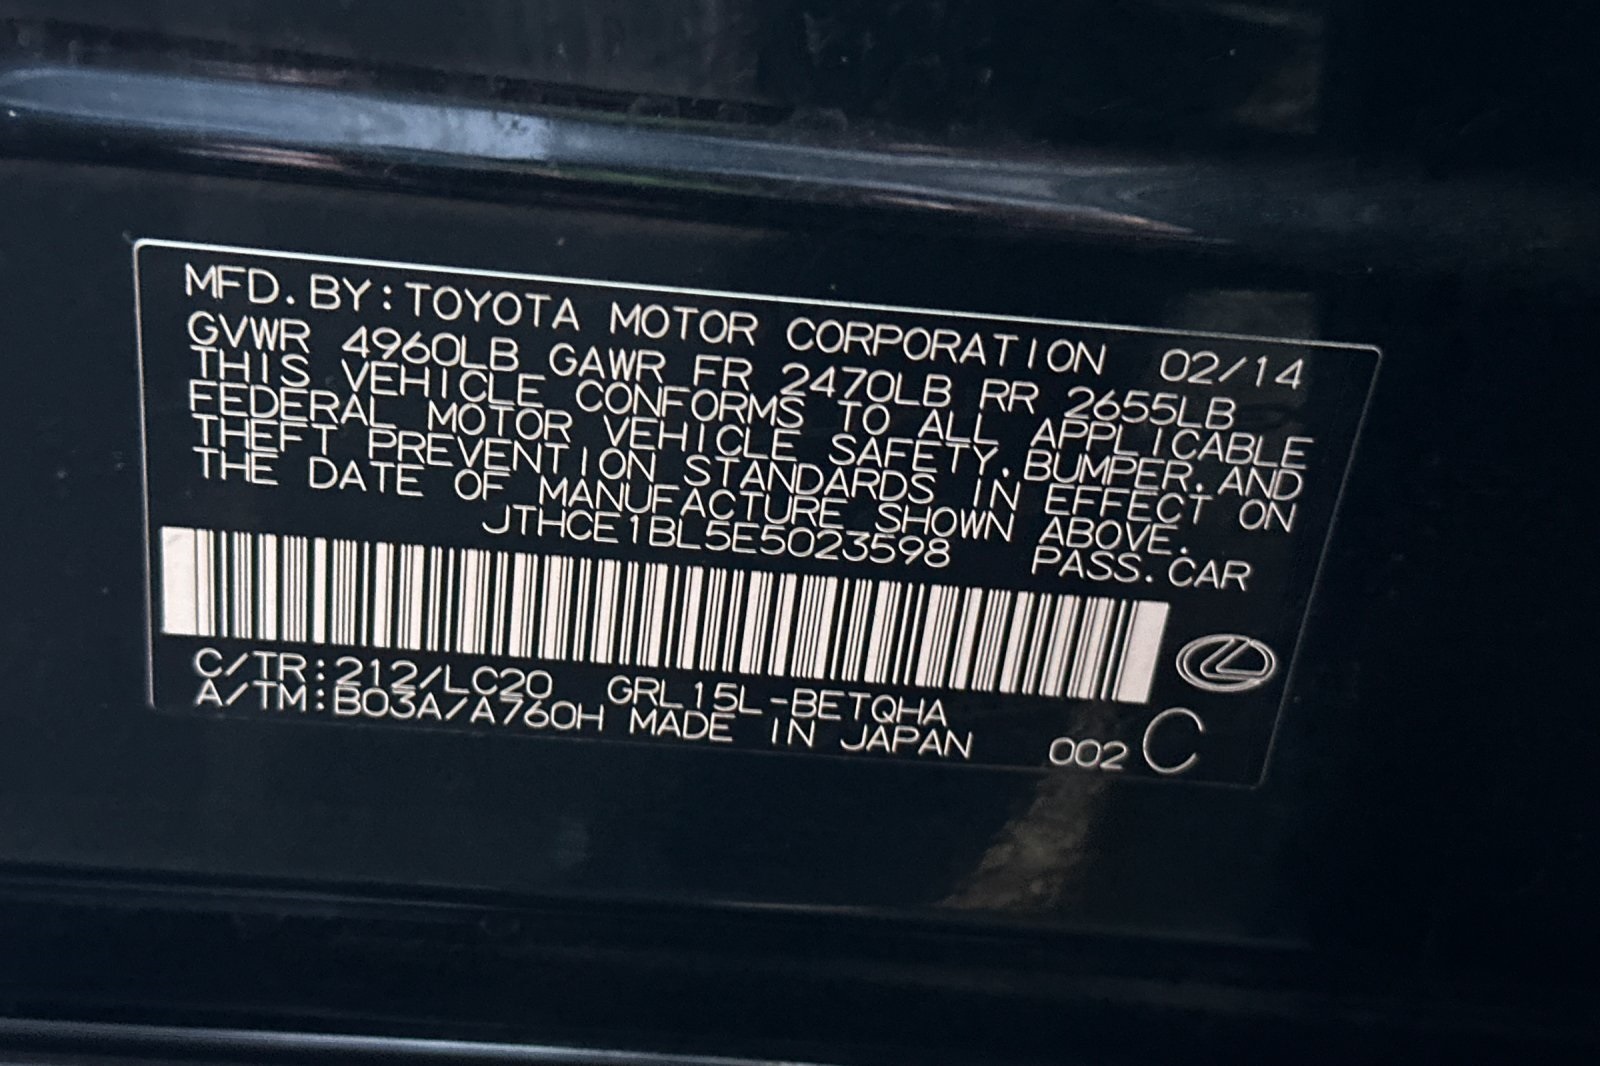 MFD. BY: TOYOTA MOTOR CORPORATION 02/14
GVWR 4960LB GAWR FR 2470LB RR 2655LB
THIS VEHICLE CONFORMS TO ALL APPLICABLE
FEDERAL MOTOR VEHICLE SAFETY, BUMPER, AND
THEFT PREVENTION STANDARDS IN EFFECT ON
THE DATE OF MANUFACTURE SHOWN ABOVE.
JTHCE1BL5E5023598 PASS. CAR
C/TR:212/LC20 GRL15L-BETQHA
A/TM:B03A/A760H MADE IN JAPAN 002 C